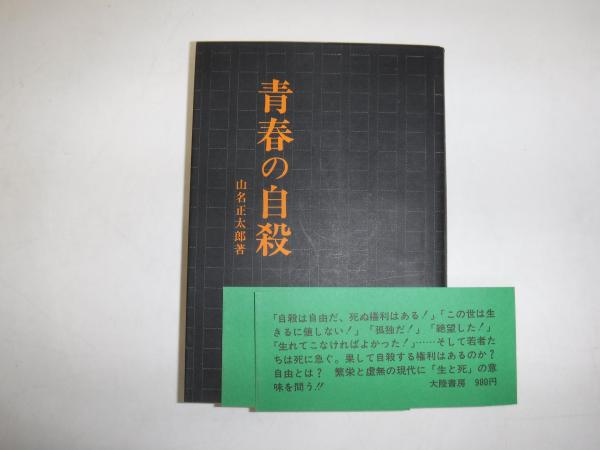 青春の自殺
山名正太郎著
「自殺は自由だ、死ぬ権利はある！」「この世は生
きるに値しない！」「孤独だ！」「絶望した！」
「生れてこなければよかった！」……そして若者た
ちは死に急ぐ。果して自殺する権利はあるのか？
自由とは？　繁栄と虚無の現代に「生と死」の意
味を問う!!
大陸書房　980円